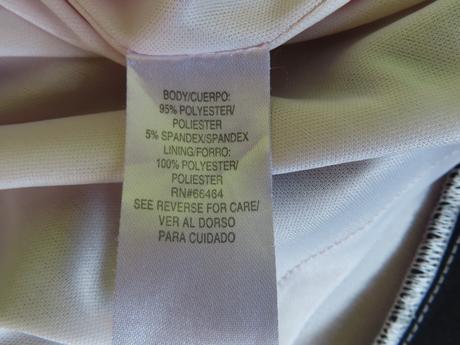 BODY/CUERPO:
95% POLYESTER/
POLIESTER
5% SPANDEX/SPANDEX
LINING/FORRO:
100% POLYESTER/
POLIESTER
RN#66464
SEE REVERSE FOR CARE/
VER AL DORSO
PARA CUIDADO